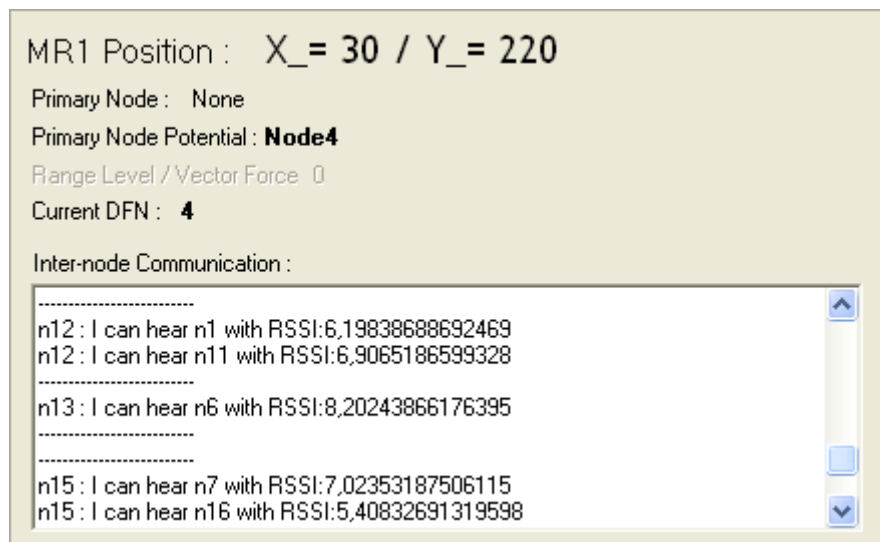 MR1 Position : X_= 30 / Y_= 220
Primary Node : None
Primary Node Potential : Node4
Range Level / Vector Force 0
Current DFN : 4
Inter-node Communication :
--------------------------
n12 : I can hear n1 with RSSI:6,19838688692469
n12 : I can hear n11 with RSSI:6,9065186599328
--------------------------
n13 : I can hear n6 with RSSI:8,20243866176395
--------------------------
--------------------------
n15 : I can hear n7 with RSSI:7,02353187506115
n15 : I can hear n16 with RSSI:5,40832691319598